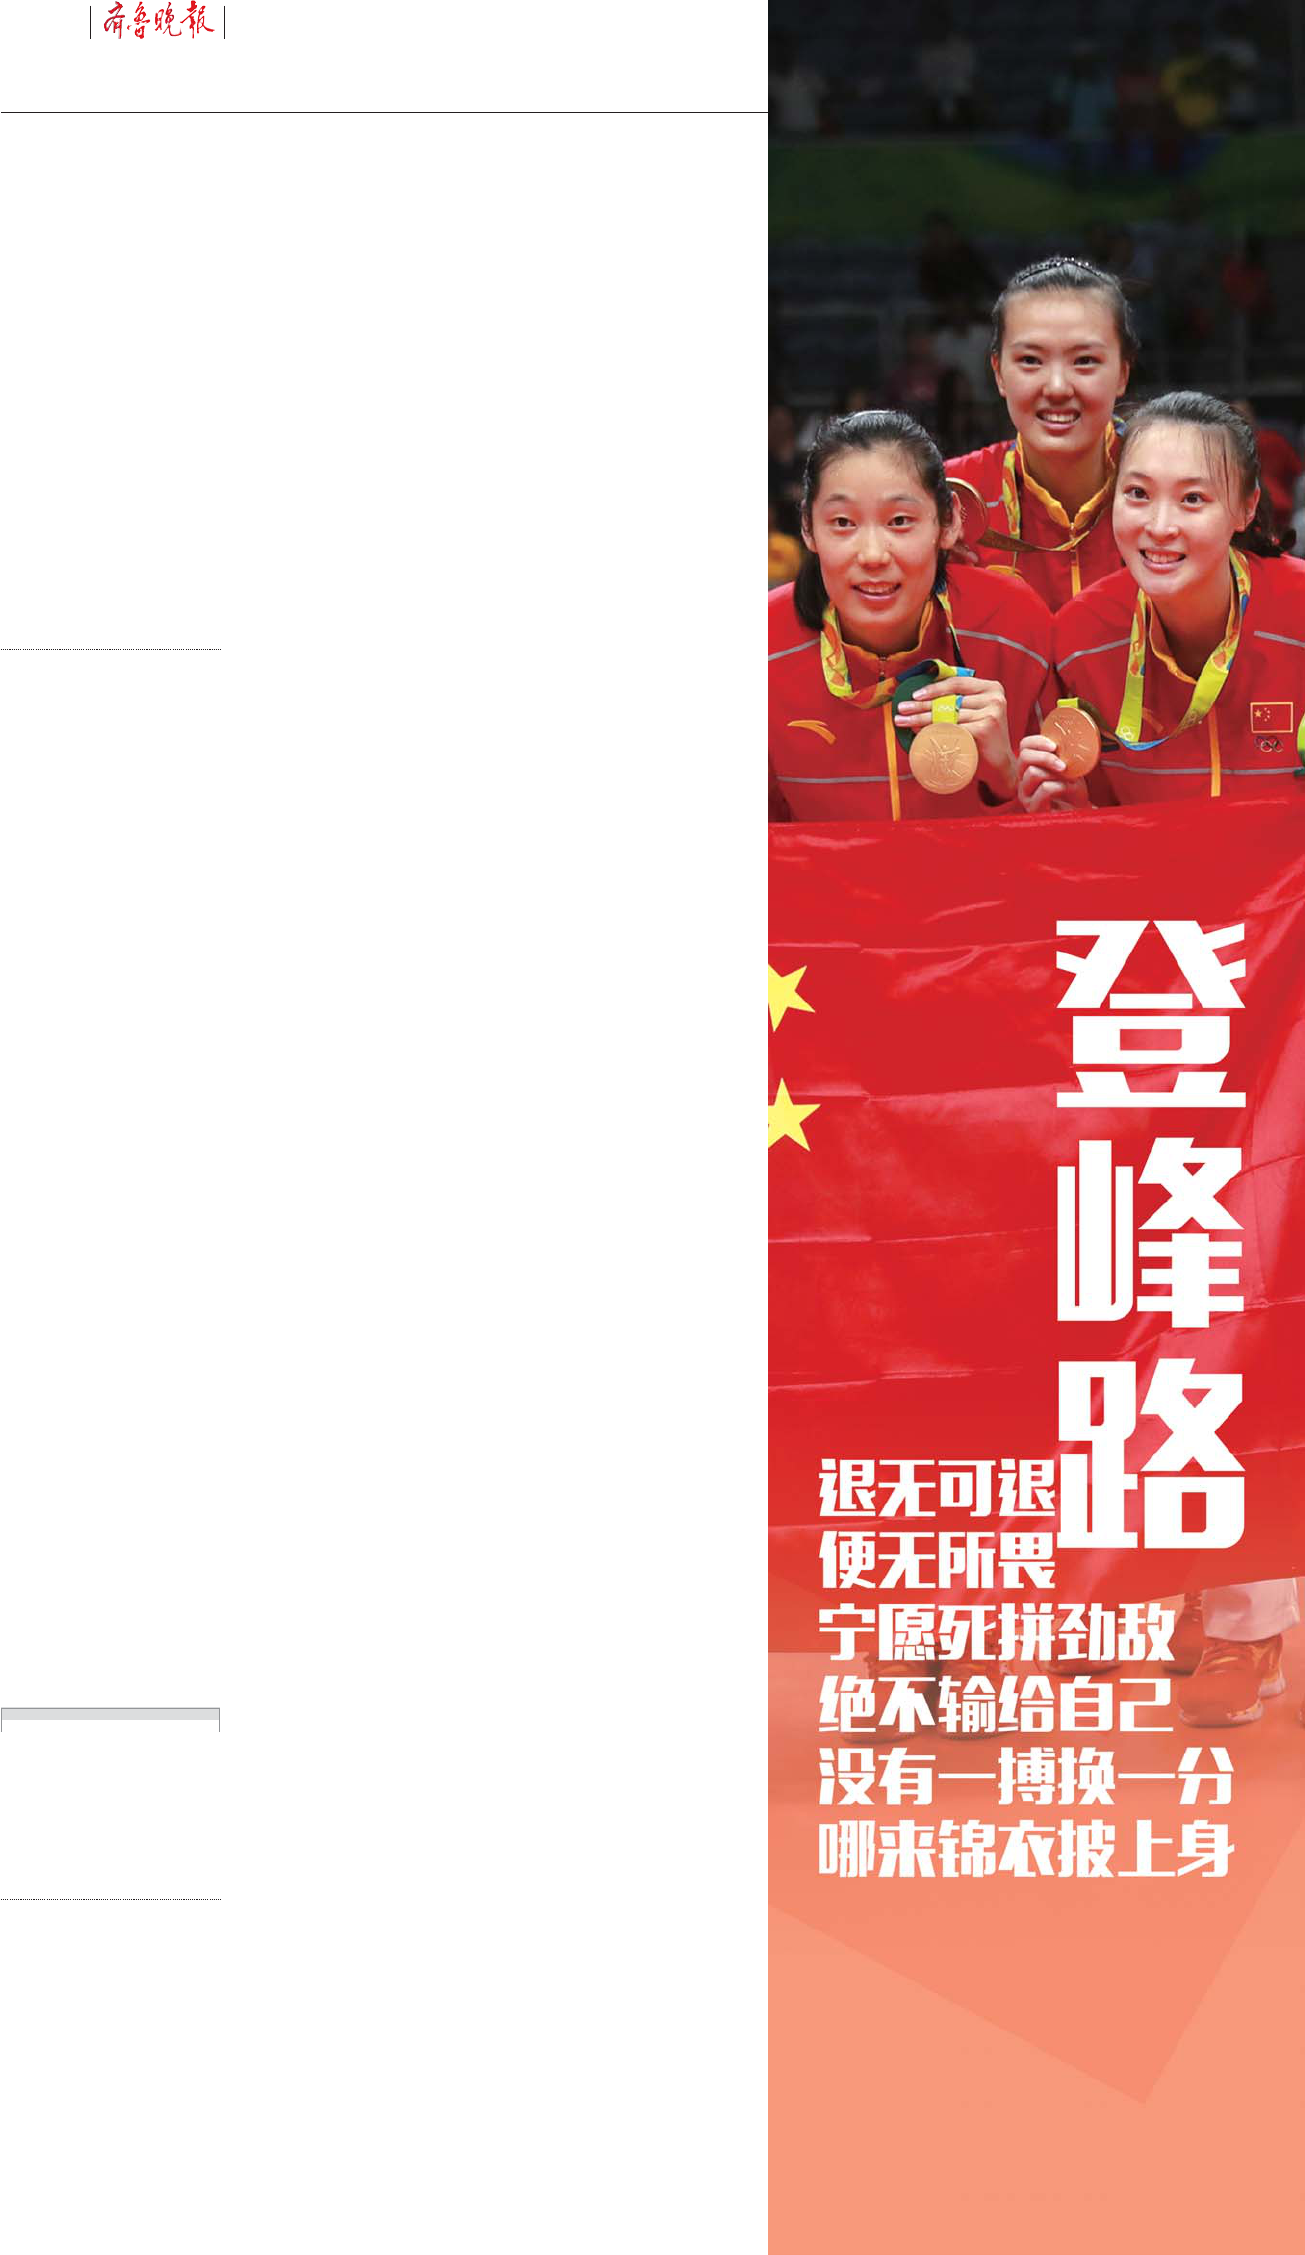 齐鲁晚报
登峰路
退无可退
便无所畏
宁愿死拼劲敌
绝不输给自己
没有一搏换一分
哪来锦衣披上身